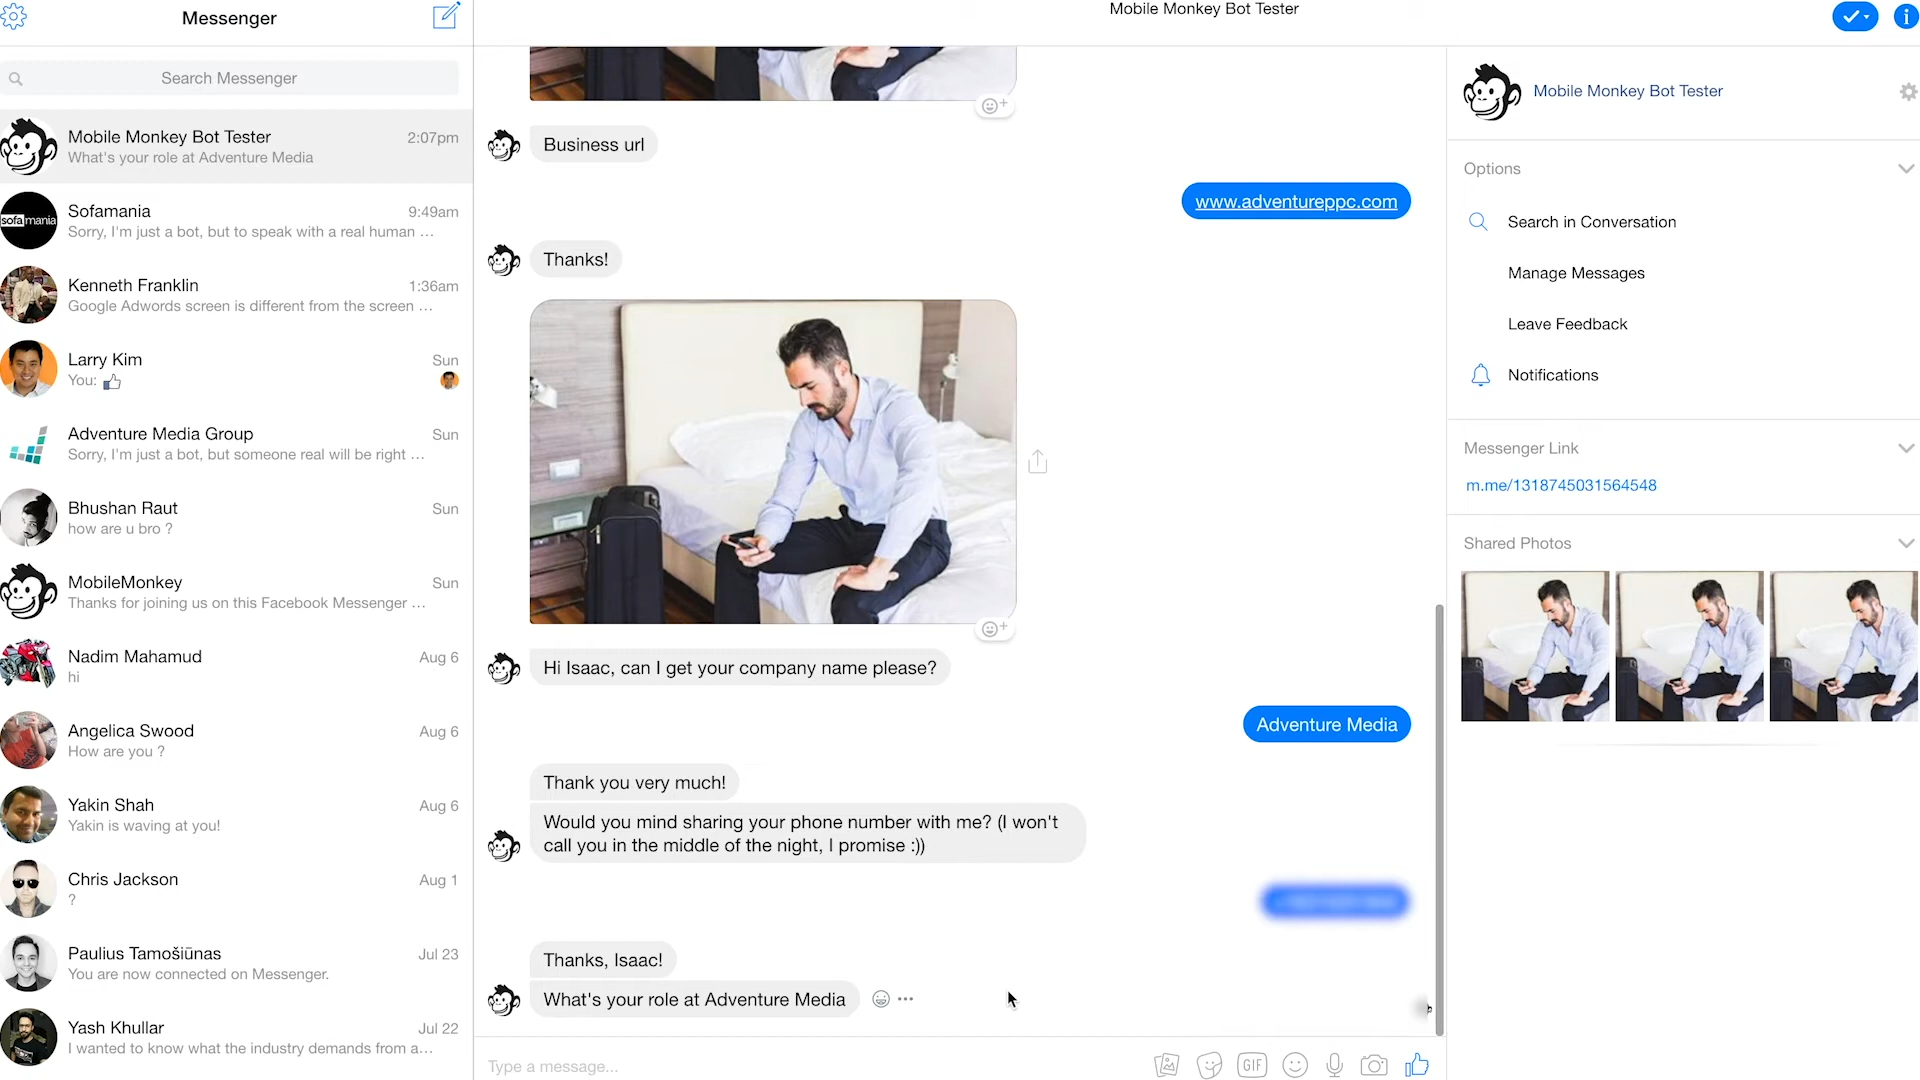 Messenger
Search Messenger
Mobile Monkey Bot Tester
2:07pm
What's your role at Adventure Media
sofamania
Sofamania
9:49am
Sorry, I'm just a bot, but to speak with a real human ...
Kenneth Franklin
1:36am
Google Adwords screen is different from the screen ...
Larry Kim
Sun
You:
Adventure Media Group
Sun
Sorry, I'm just a bot, but someone real will be right ...
Bhushan Raut
Sun
how are u bro ?
MobileMonkey
Sun
Thanks for joining us on this Facebook Messenger ...
Nadim Mahamud
Aug 6
hi
Angelica Swood
Aug 6
How are you ?
Yakin Shah
Aug 6
Yakin is waving at you!
Chris Jackson
Aug 1
?
Paulius Tamošiūnas
Jul 23
You are now connected on Messenger.
Yash Khullar
Jul 22
I wanted to know what the industry demands from a...
Mobile Monkey Bot Tester
Business url
www.adventureppc.com
Thanks!
Hi Isaac, can I get your company name please?
Adventure Media
Thank you very much!
Would you mind sharing your phone number with me? (I won't
call you in the middle of the night, I promise :))
Thanks, Isaac!
What's your role at Adventure Media
Type a message...
GIF
Mobile Monkey Bot Tester
Options
Search in Conversation
Manage Messages
Leave Feedback
Notifications
Messenger Link
m.me/1318745031564548
Shared Photos